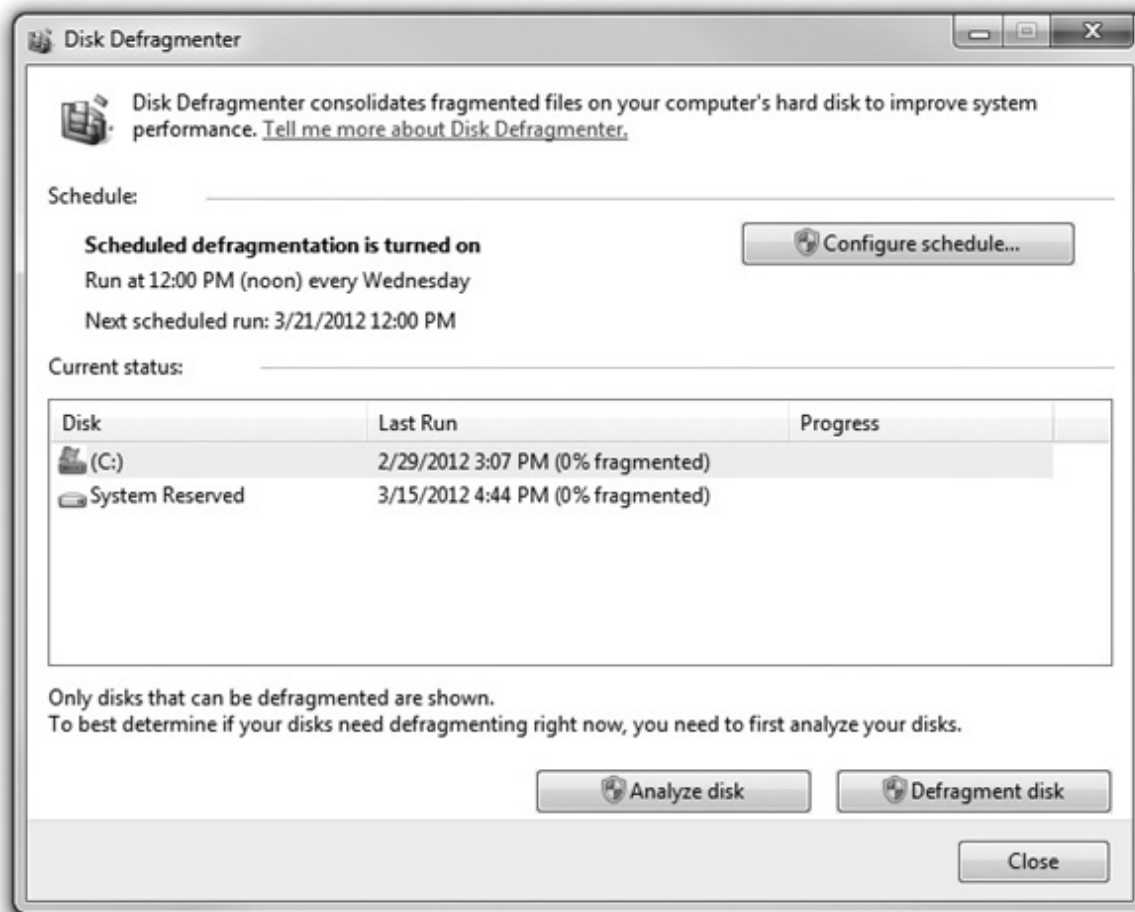 Disk Defragmenter
Disk Defragmenter consolidates fragmented files on your computer's hard disk to improve system
performance. Tell me more about Disk Defragmenter.
Schedule:
Scheduled defragmentation is turned on
Configure schedule...
Run at 12:00 PM (noon) every Wednesday
Next scheduled run: 3/21/2012 12:00 PM
Current status:
Disk Last Run Progress
(C:) 2/29/2012 3:07 PM (0% fragmented)
System Reserved 3/15/2012 4:44 PM (0% fragmented)
Only disks that can be defragmented are shown.
To best determine if your disks need defragmenting right now, you need to first analyze your disks.
Analyze disk Defragment disk
Close